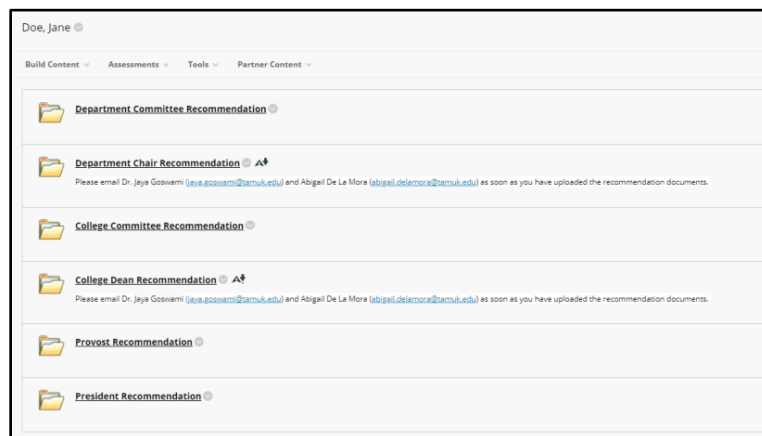 Doe, Jane
Build Content Assessments Tools Partner Content
Department Committee Recommendation
Department Chair Recommendation
Please email Dr. Jaya Goswami (jaya.goswami@tamuk.edu) and Abigail De La Mora (abigail.delamora@tamuk.edu) as soon as you have uploaded the recommendation documents.
College Committee Recommendation
College Dean Recommendation
Please email Dr. Jaya Goswami (jaya.goswami@tamuk.edu) and Abigail De La Mora (abigail.delamora@tamuk.edu) as soon as you have uploaded the recommendation documents.
Provost Recommendation
President Recommendation